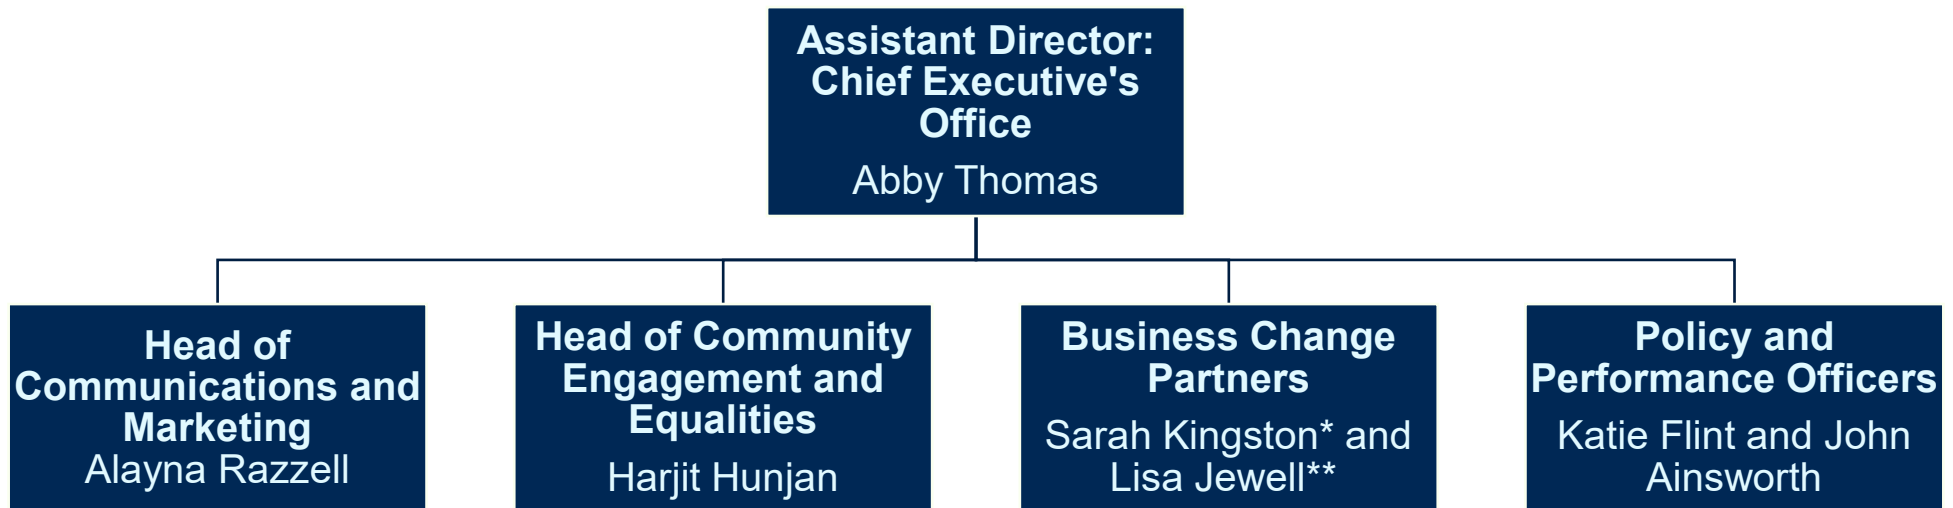 Assistant Director:
Chief Executive's
Office
Abby Thomas
Head of
Communications and
Marketing
Alayna Razzell
Head of Community
Engagement and
Equalities
Harjit Hunjan
Business Change
Partners
Sarah Kingston* and
Lisa Jewell**
Policy and
Performance Officers
Katie Flint and John
Ainsworth